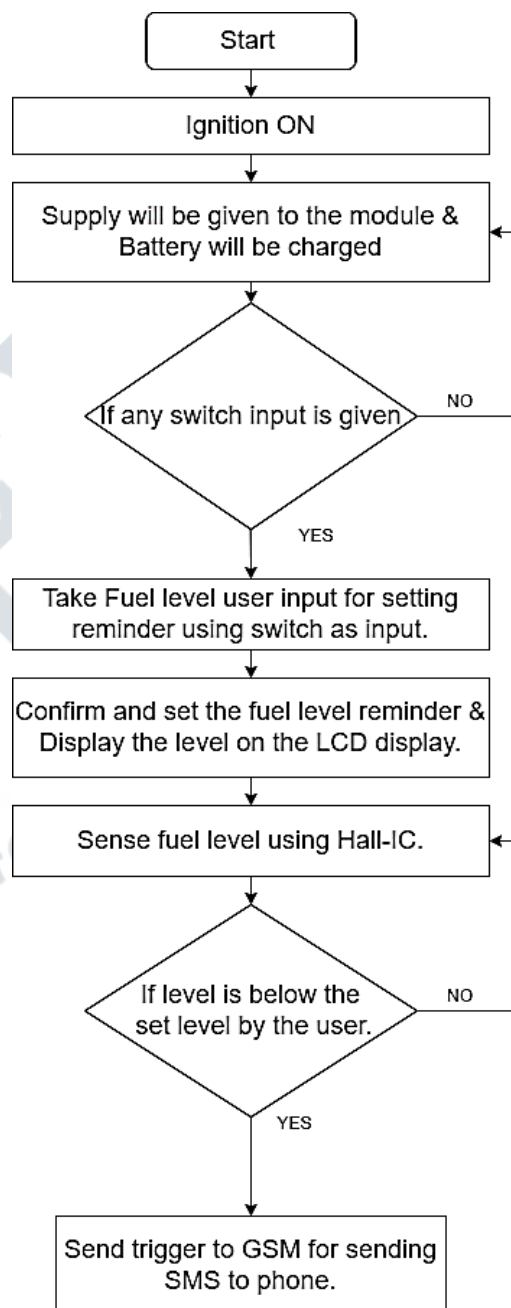 Start
Ignition ON
Supply will be given to the module &
Battery will be charged
If any switch input is given
NO
YES
Take Fuel level user input for setting
reminder using switch as input.
Confirm and set the fuel level reminder &
Display the level on the LCD display.
Sense fuel level using Hall-IC.
If level is below the
set level by the user.
NO
YES
Send trigger to GSM for sending
SMS to phone.